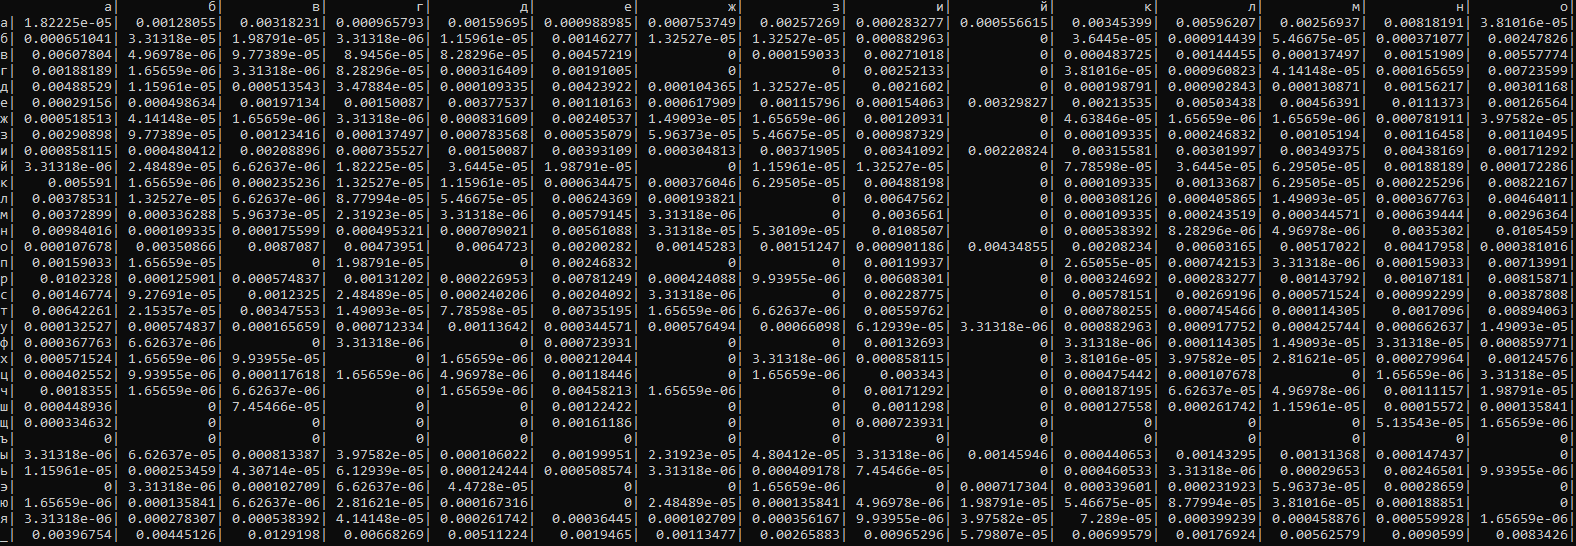 а| б| в| г| д| е| ж| з| и| й| к| л| м| н| о
а| 1.82225e-05| 0.00128055| 0.00318231| 0.000965793| 0.00159695| 0.000988985| 0.000753749| 0.00257269| 0.000283277| 0.000556615| 0.00345399| 0.00596207| 0.00256937| 0.00818191| 3.81016e-05|
б| 0.000651041| 3.31318e-06| 1.98791e-05| 3.31318e-06| 1.15961e-05| 0.00146277| 1.32527e-05| 1.32527e-05| 0.000882963| 0| 3.6445e-05| 0.000914439| 5.46675e-05| 0.000371077| 0.00247826|
в| 0.00607804| 4.96978e-06| 9.77389e-05| 8.9456e-05| 8.28296e-05| 0.00457219| 0| 0.000159033| 0.00271018| 0| 0.000483725| 0.00144455| 0.000137497| 0.00151909| 0.00557774|
г| 0.00188189| 1.65659e-06| 3.31318e-06| 8.28296e-05| 0.000316409| 0.00191005| 0| 0| 0.00252133| 0| 3.81016e-05| 0.000960823| 4.14148e-05| 0.000165659| 0.00723599|
д| 0.00488529| 1.15961e-05| 0.000513543| 3.47884e-05| 0.000109335| 0.00423922| 0.000104365| 1.32527e-05| 0.0021602| 0| 0.000198791| 0.000902843| 0.000130871| 0.00156217| 0.00301168|
е| 0.00029156| 0.000498634| 0.00197134| 0.00150087| 0.00377537| 0.00110163| 0.000617909| 0.00115796| 0.000154063| 0.00329827| 0.00213535| 0.00503438| 0.00456391| 0.0111373| 0.00126564|
ж| 0.000518513| 4.14148e-05| 1.65659e-06| 3.31318e-06| 0.000831609| 0.00240537| 1.49093e-05| 1.65659e-06| 0.00120931| 0| 4.63846e-05| 1.65659e-06| 1.65659e-06| 0.000781911| 3.97582e-05|
з| 0.00290898| 9.77389e-05| 0.00123416| 0.000137497| 0.000783568| 0.000535079| 5.96373e-05| 5.46675e-05| 0.000987329| 0| 0.000109335| 0.000246832| 0.00105194| 0.00116458| 0.00110495|
и| 0.000858115| 0.000480412| 0.00208896| 0.000735527| 0.00150087| 0.00393109| 0.000304813| 0.00371905| 0.00341092| 0.00220824| 0.00315581| 0.00301997| 0.00349375| 0.00438169| 0.00171292|
й| 3.31318e-06| 2.48489e-05| 6.62637e-06| 1.82225e-05| 3.6445e-05| 1.98791e-05| 0| 1.15961e-05| 1.32527e-05| 0| 7.78598e-05| 3.6445e-05| 6.29505e-05| 0.00188189| 0.000172286|
к| 0.005591| 1.65659e-06| 0.000235236| 1.32527e-05| 1.15961e-05| 0.000634475| 0.000376046| 6.29505e-05| 0.00488198| 0| 0.000109335| 0.00133687| 6.29505e-05| 0.000225296| 0.00822167|
л| 0.00378531| 1.32527e-05| 6.62637e-06| 8.77994e-05| 5.46675e-05| 0.00624369| 0.000193821| 0| 0.00647562| 0| 0.000308126| 0.000405865| 1.49093e-05| 0.000367763| 0.00464011|
м| 0.00372899| 0.000336288| 5.96373e-05| 2.31923e-05| 3.31318e-06| 0.00579145| 3.31318e-06| 0| 0.0036561| 0| 0.000109335| 0.000243519| 0.000344571| 0.000639444| 0.00296364|
н| 0.00984016| 0.000109335| 0.000175599| 0.000495321| 0.000709021| 0.00561088| 3.31318e-05| 5.30109e-05| 0.0108507| 0| 0.000538392| 8.28296e-06| 4.96978e-06| 0.0035302| 0.0105459|
о| 0.000107678| 0.00350866| 0.0087087| 0.00473951| 0.0064723| 0.00200282| 0.00145283| 0.00151247| 0.000901186| 0.00434855| 0.00208234| 0.00603165| 0.00517022| 0.00417958| 0.000381016|
п| 0.00159033| 1.65659e-05| 0| 1.98791e-05| 0| 0.00246832| 0| 0| 0.00119937| 0| 2.65055e-05| 0.000742153| 3.31318e-06| 0.000159033| 0.00713991|
р| 0.0102328| 0.000125901| 0.000574837| 0.00131202| 0.000226953| 0.00781249| 0.000424088| 9.93955e-06| 0.00608301| 0| 0.000324692| 0.000283277| 0.00143792| 0.00107181| 0.00815871|
с| 0.00146774| 9.27691e-05| 0.0012325| 2.48489e-05| 0.000240206| 0.00204092| 3.31318e-06| 0| 0.00228775| 0| 0.00578151| 0.00269196| 0.000571524| 0.000992299| 0.00387808|
т| 0.00642261| 2.15357e-05| 0.00347553| 1.49093e-05| 7.78598e-05| 0.00735195| 1.65659e-06| 6.62637e-06| 0.00559762| 0| 0.000780255| 0.000745466| 0.000114305| 0.0017096| 0.00894063|
у| 0.000132527| 0.000574837| 0.000165659| 0.000712334| 0.00113642| 0.000344571| 0.000576494| 0.00066098| 6.12939e-05| 3.31318e-06| 0.000882963| 0.000917752| 0.000425744| 0.000662637| 1.49093e-05|
ф| 0.000367763| 6.62637e-06| 0| 3.31318e-06| 0| 0.000723931| 0| 0| 0.00132693| 0| 3.31318e-06| 0.000114305| 1.49093e-05| 3.31318e-05| 0.000859771|
х| 0.000571524| 1.65659e-06| 9.93955e-05| 0| 1.65659e-06| 0.000212044| 0| 3.31318e-06| 0.000858115| 0| 3.81016e-05| 3.97582e-05| 2.81621e-05| 0.000279964| 0.00124576|
ц| 0.000402552| 9.93955e-06| 0.000117618| 1.65659e-06| 4.96978e-06| 0.00118446| 0| 1.65659e-06| 0.003343| 0| 0.000475442| 0.000107678| 0| 1.65659e-06| 3.31318e-05|
ч| 0.0018355| 1.65659e-06| 6.62637e-06| 0| 1.65659e-06| 0.00458213| 1.65659e-06| 0| 0.00171292| 0| 0.000187195| 6.62637e-05| 4.96978e-06| 0.00111157| 1.98791e-05|
ш| 0.000448936| 0| 7.45466e-05| 0| 0| 0.00122422| 0| 0| 0.0011298| 0| 0.000127558| 0.000261742| 1.15961e-05| 0.00015572| 0.000135841|
щ| 0.000334632| 0| 0| 0| 0| 0.00161186| 0| 0| 0.000723931| 0| 0| 0| 0| 5.13543e-05| 1.65659e-06|
ъ| 0| 0| 0| 0| 0| 0| 0| 0| 0| 0| 0| 0| 0| 0| 0|
ы| 3.31318e-06| 6.62637e-05| 0.000813387| 3.97582e-05| 0.000106022| 0.00199951| 2.31923e-05| 4.80412e-05| 3.31318e-06| 0.00145946| 0.000440653| 0.00143295| 0.00131368| 0.000147437| 0|
ь| 1.15961e-05| 0.000253459| 4.30714e-05| 6.12939e-05| 0.000124244| 0.000508574| 3.31318e-06| 0.000409178| 7.45466e-05| 0| 0.000460533| 3.31318e-06| 0.00029653| 0.00246501| 9.93955e-06|
э| 0| 3.31318e-06| 0.000102709| 6.62637e-06| 4.4728e-05| 0| 0| 1.65659e-06| 0| 0.000717304| 0.000339601| 0.000231923| 5.96373e-05| 0.00028659| 0|
ю| 1.65659e-06| 0.000135841| 6.62637e-06| 2.81621e-05| 0.000167316| 0| 2.48489e-05| 0.000135841| 4.96978e-06| 1.98791e-05| 5.46675e-05| 8.77994e-05| 3.81016e-05| 0.000188851| 0|
я| 3.31318e-06| 0.000278307| 0.000538392| 4.14148e-05| 0.000261742| 0.00036445| 0.000102709| 0.000356167| 9.93955e-06| 3.97582e-05| 7.289e-05| 0.000399239| 0.000458876| 0.000559928| 1.65659e-06|
_| 0.00396754| 0.00445126| 0.0129198| 0.00668269| 0.00511224| 0.0019465| 0.00113477| 0.00265883| 0.00965296| 5.79807e-05| 0.00699579| 0.00176924| 0.00562579| 0.0090599| 0.0083426|